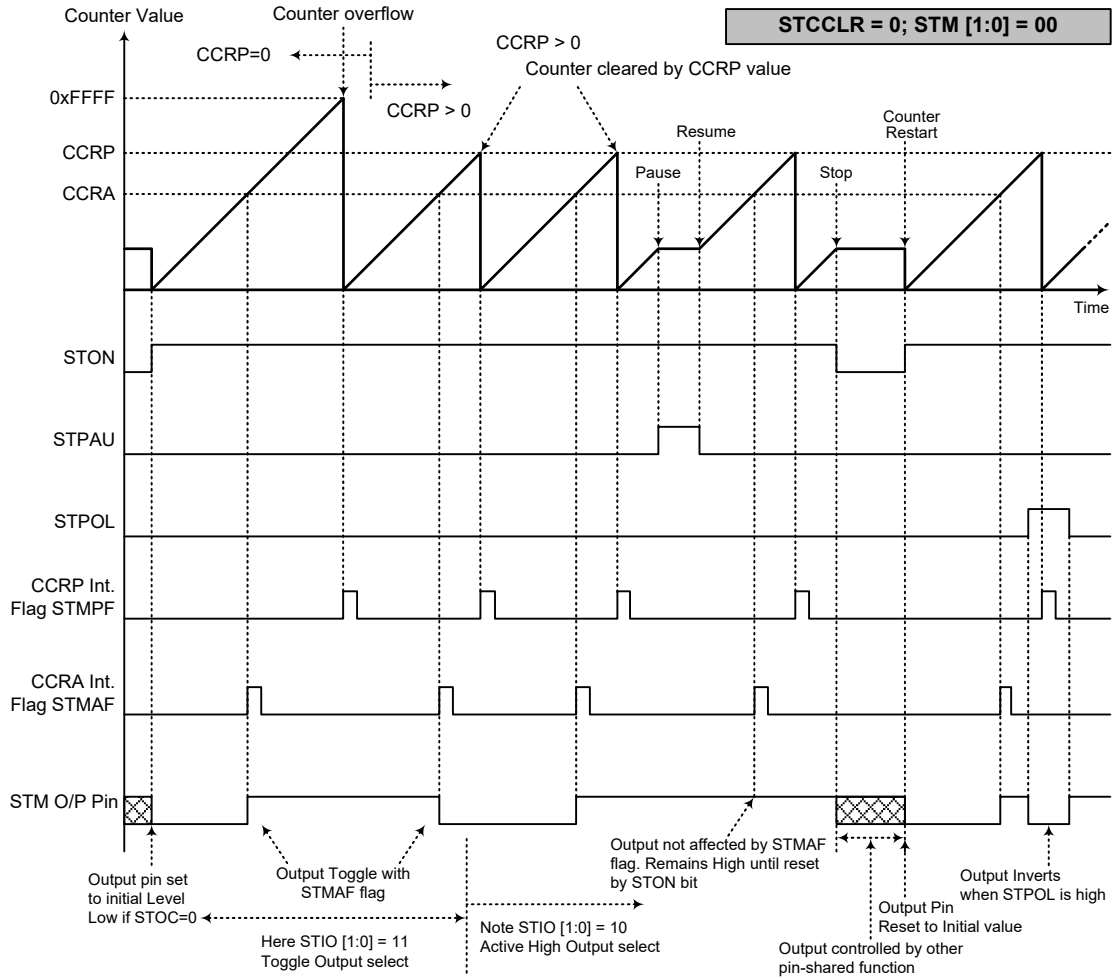 Counter Value
Counter overflow
STCCLR = 0; STM [1:0] = 00
CCRP=0
CCRP > 0
CCRP > 0
Counter cleared by CCRP value
0xFFFF
CCRP
CCRA
Pause
Resume
Stop
Counter
Restart
Time
STON
STPAU
STPOL
CCRP Int.
Flag STMPF
CCRA Int.
Flag STMAF
STM O/P Pin
Output pin set
to initial Level
Low if STOC=0
Output Toggle with
STMAF flag
Here STIO [1:0] = 11
Toggle Output select
Note STIO [1:0] = 10
Active High Output select
Output not affected by STMAF
flag. Remains High until reset
by STON bit
Output controlled by other
pin-shared function
Output Pin
Reset to Initial value
Output Inverts
when STPOL is high